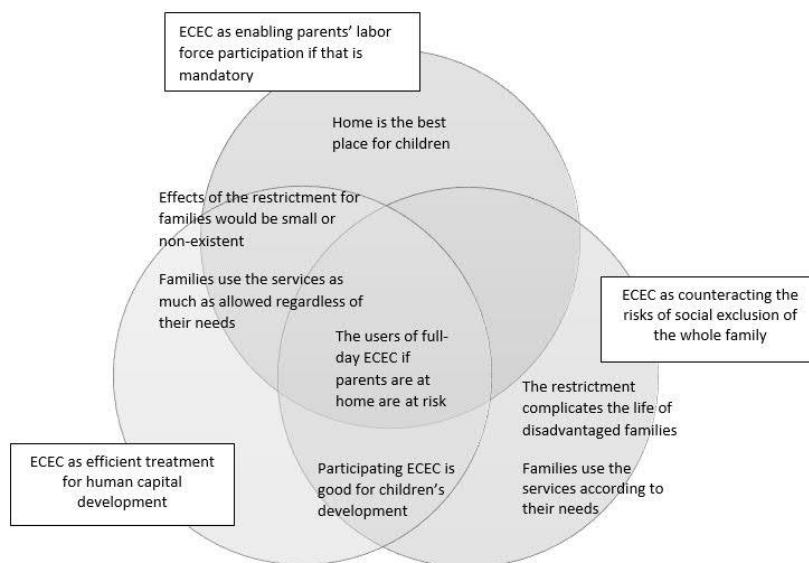 ECEC as enabling parents' labor
force participation if that is
mandatory
Home is the best
place for children
Effects of the restrictment for
families would be small or
non-existent
Families use the services as
much as allowed regardless of
their needs
ECEC as counteracting the
risks of social exclusion of
the whole family
The users of full-
day ECEC if
parents are at
home are at risk
The restrictment
complicates the life of
disadvantaged families
Families use the
services according to
their needs
ECEC as efficient treatment
for human capital
development
Participating ECEC is
good for children's
development